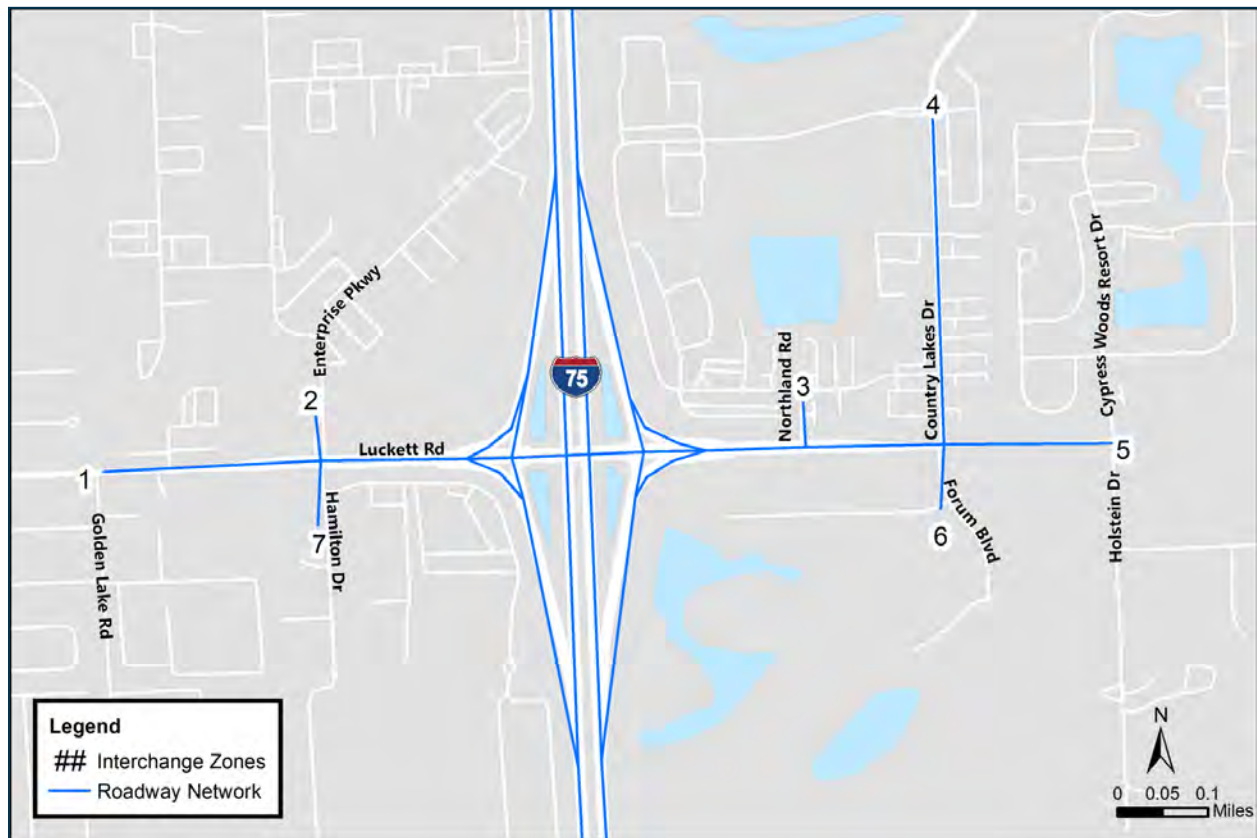 4
Cypress Woods Resort Dr
Enterprise Pkwy
75
Country Lakes Dr
Northland Rd
3
2
Luckett Rd
5
1
Golden Lake Rd
Hamilton Dr
7
Forum Blvd
6
Holstein Dr
Legend
## Interchange Zones
Roadway Network
N
0 0.05 0.1
Miles